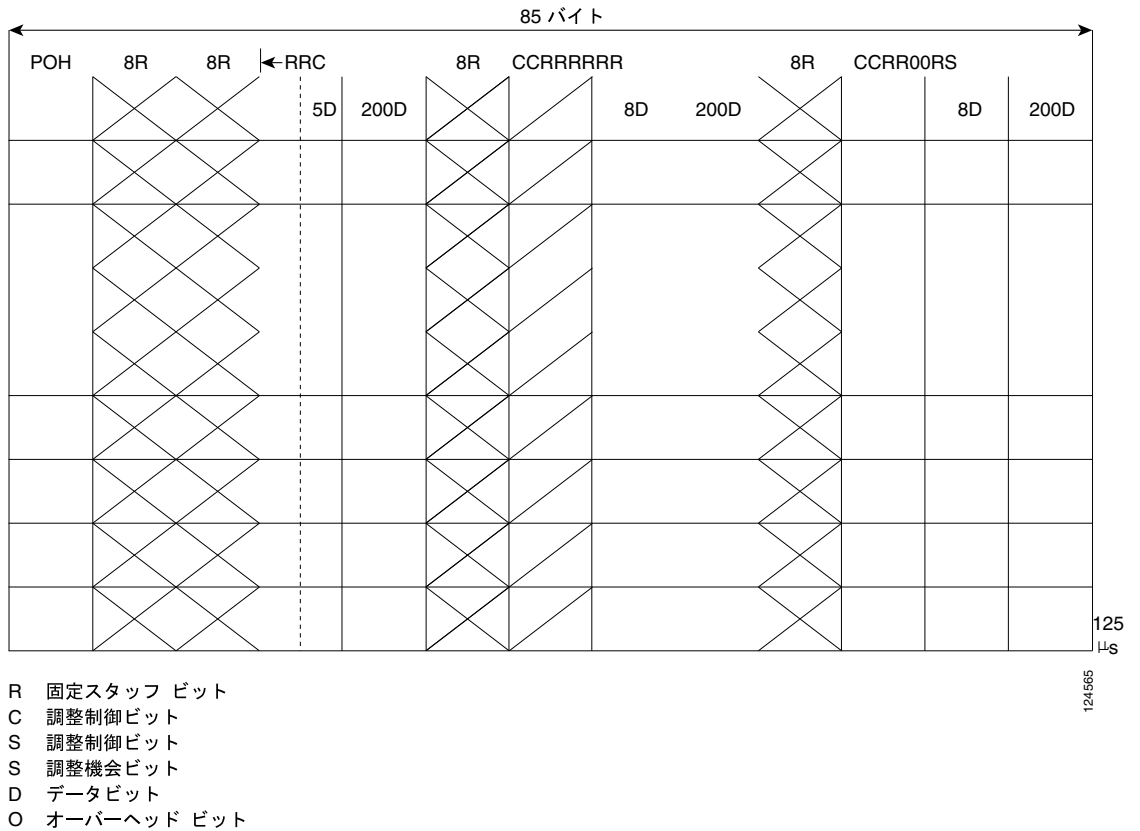 85 バイト
POH 8R 8R RRC 8R CCRRRRRR 8R CCRR00RS
5D 200D 8D 200D 8D 200D
125
µs
124565
R 固定スタッフ ビット
C 調整制御ビット
S 調整制御ビット
S 調整機会ビット
D データビット
O オーバーヘッド ビット